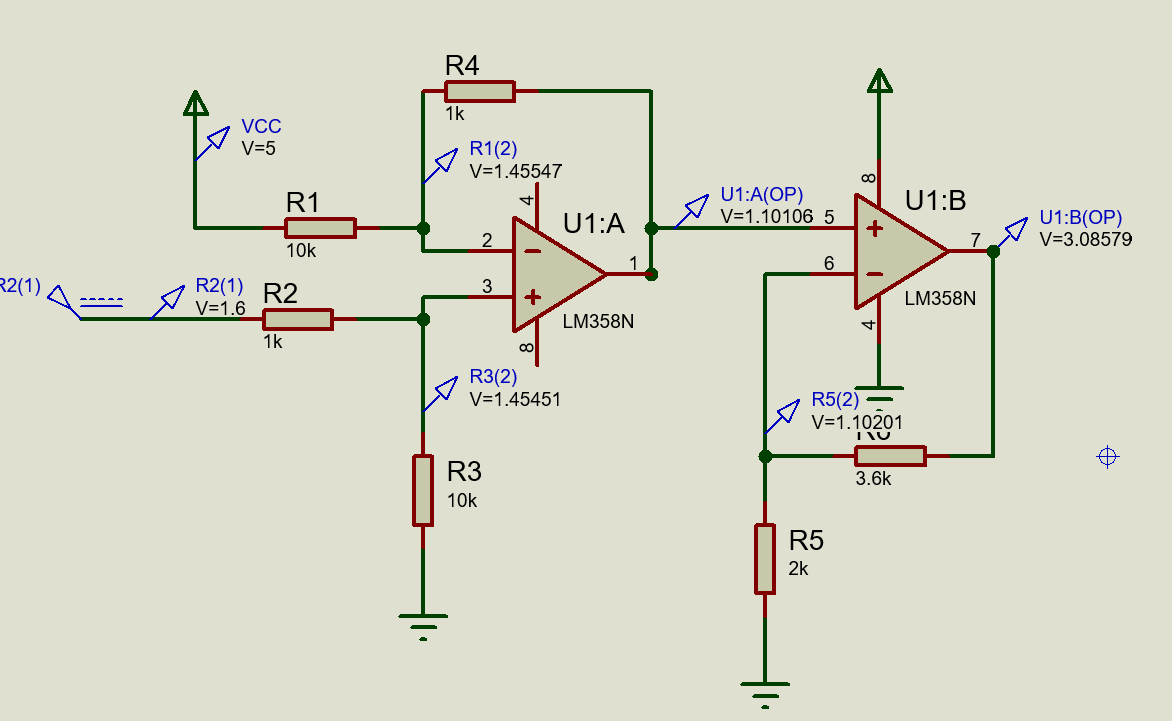 R4
1k
VCC
V=5
R1(2)
V=1.45547
R1
10k
4
U1:A
2
3
1
8
LM358N
U1:A(OP)
V=1.10106
5
6
8
U1:B
7
U1:B(OP)
V=3.08579
LM358N
4
R2(1)
R2(1)
V=1.6
R2
1k
R3(2)
V=1.45451
R3
10k
R5(2)
V=1.10201
3.6k
R5
2k